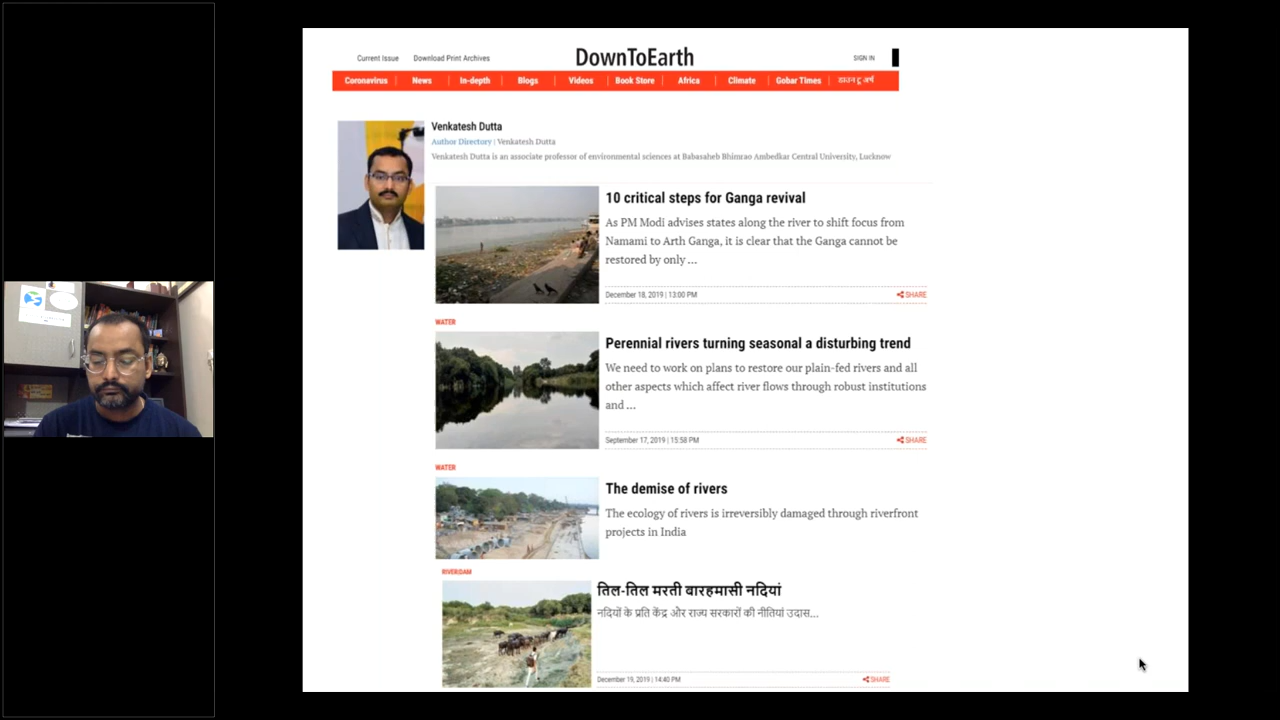 Current Issue Download Print Archives
DownToEarth
SIGN IN
Coronavirus News In-depth Blogs Videos Book Store Africa Climate Gobar Times डाउन टू अर्थ
Venkatesh Dutta
Author Directory | Venkatesh Dutta
Venkatesh Dutta is an associate professor of environmental sciences at Babasaheb Bhimrao Ambedkar Central University, Lucknow
10 critical steps for Ganga revival
As PM Modi advises states along the river to shift focus from
Namami to Arth Ganga, it is clear that the Ganga cannot be
restored by only ...
December 18, 2019 | 13:00 PM SHARE
WATER
Perennial rivers turning seasonal a disturbing trend
We need to work on plans to restore our plain-fed rivers and all
other aspects which affect river flows through robust institutions
and ...
September 17, 2019 | 15:58 PM SHARE
WATER
The demise of rivers
The ecology of rivers is irreversibly damaged through riverfront
projects in India
RIVER/DAM
तिल-तिल मरती बारहमासी नदियां
नदियों के प्रति केंद्र और राज्य सरकारों की नीतियां उदास...
December 19, 2019 | 14:40 PM SHARE